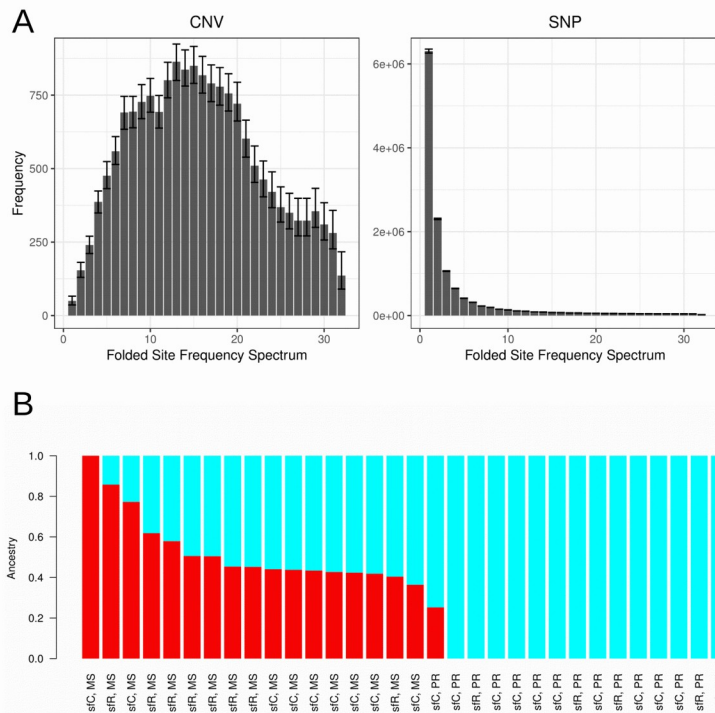 A
CNV
SNP
Frequency
750
500
250
0
0
10
20
30
Folded Site Frequency Spectrum
6e+06
4e+06
2e+06
0e+00
0
10
20
30
Folded Site Frequency Spectrum
B
Ancestry
1.0
0.8
0.6
0.4
0.2
0.0
sfC, MS
sfR, MS
sfC, MS
sfR, MS
sfR, MS
sfR, MS
sfR, MS
sfR, MS
sfR, MS
sfC, MS
sfC, MS
sfC, MS
sfC, MS
sfC, MS
sfC, MS
sfR, MS
sfC, MS
sfC, PR
sfC, PR
sfR, PR
sfC, PR
sfR, PR
sfC, PR
sfR, PR
sfR, PR
sfC, PR
sfC, PR
sfC, PR
sfC, PR
sfR, PR
sfR, PR